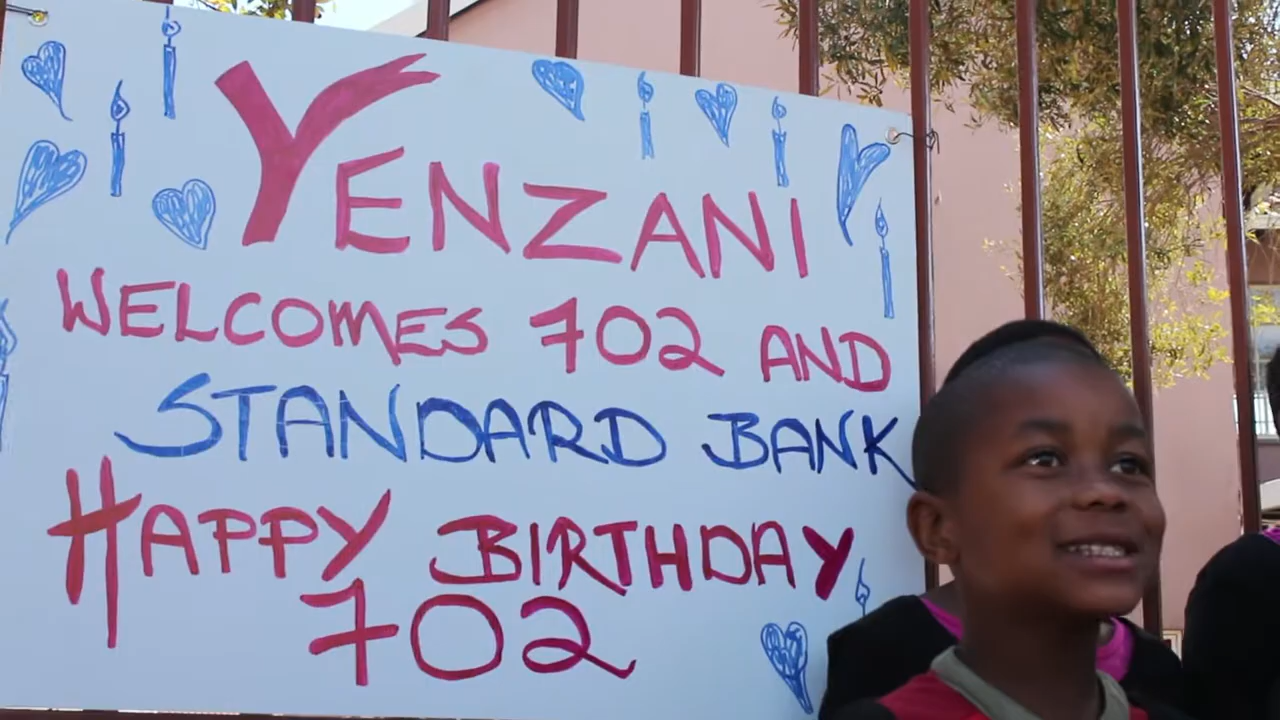 YENZANI
WELCOMES 702 AND
STANDARD BANK
HAPPY BIRTHDAY
702